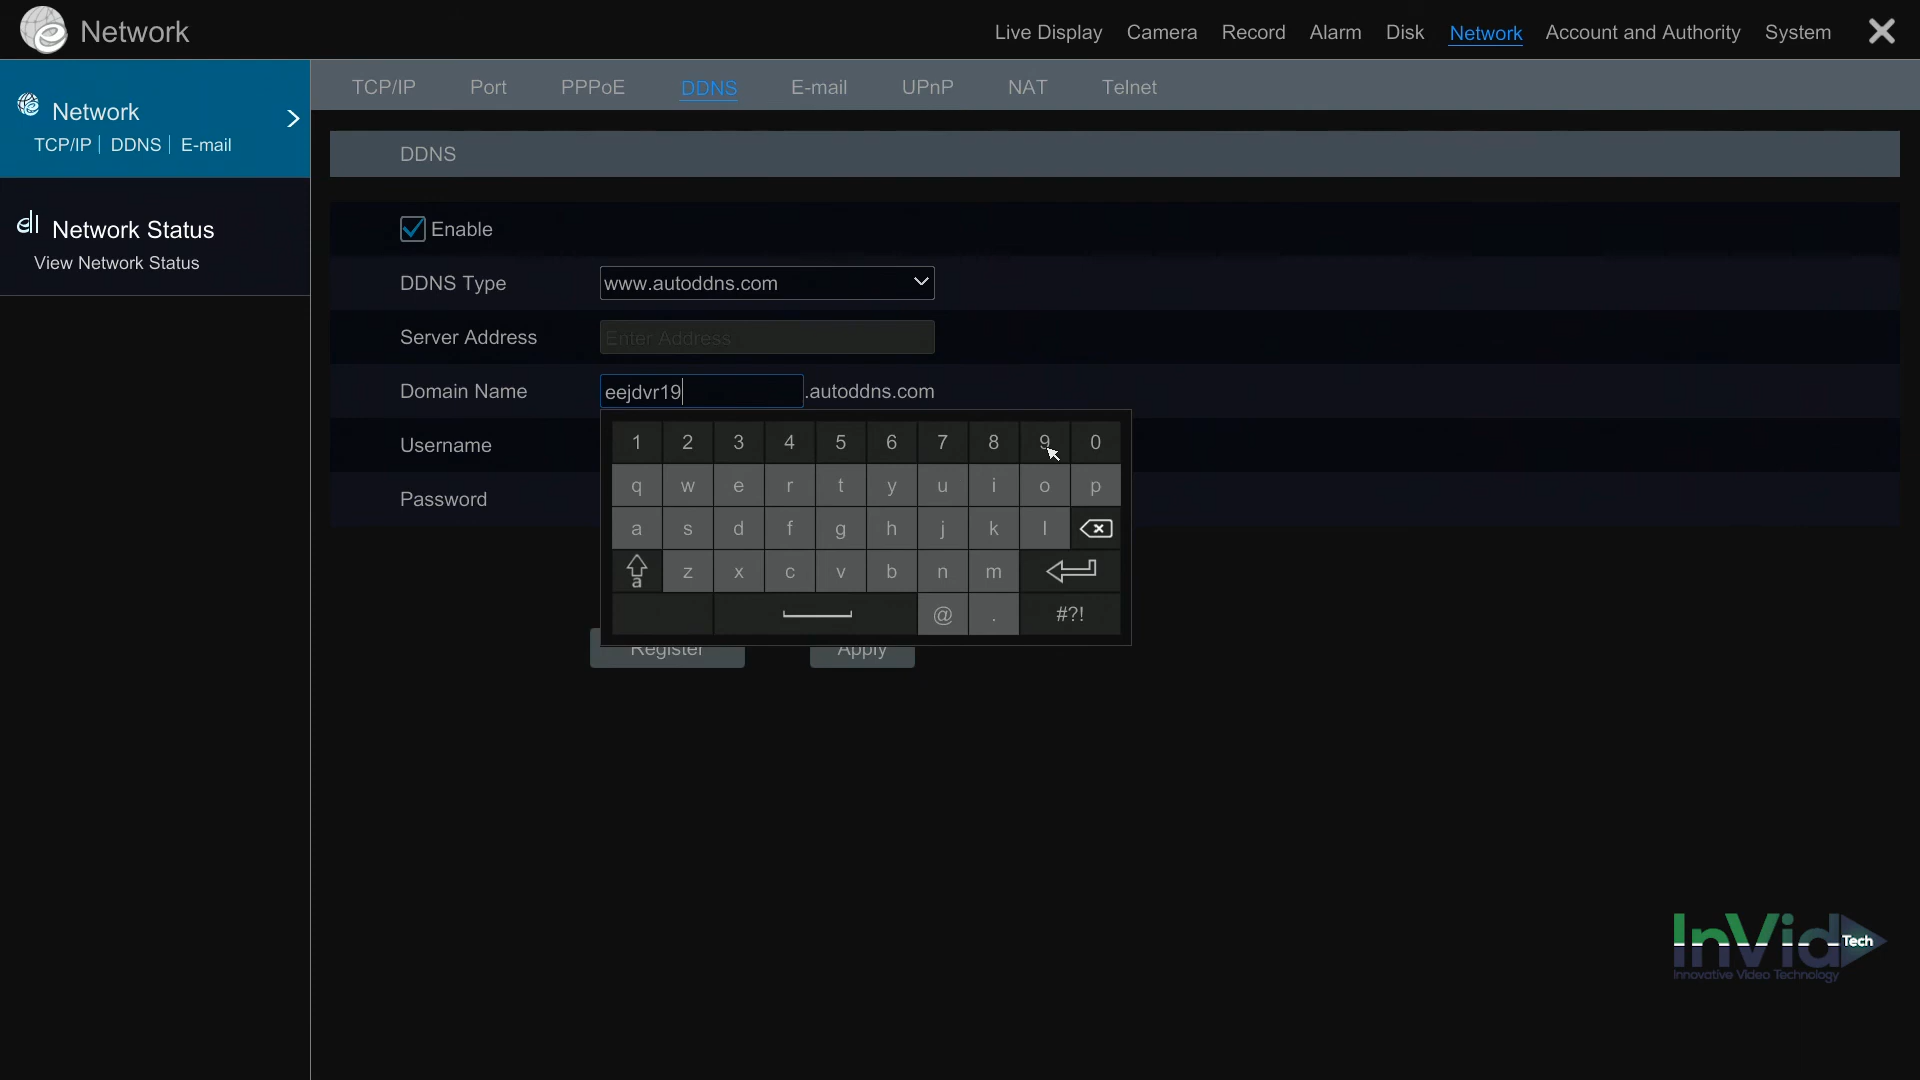 Network
Live Display Camera Record Alarm Disk Network Account and Authority System
Network
TCP/IP DDNS E-mail
Network Status
View Network Status
TCP/IP Port PPPoE DDNS E-mail UPnP NAT Telnet
DDNS
Enable
DDNS Type www.autoddns.com
Server Address Enter Address
Domain Name eejdvr19 .autoddns.com
Username
Password
1 2 3 4 5 6 7 8 9 0
q w e r t y u i o p
a s d f g h j k l
a z x c v b n m
@ . #?!
Register Apply
InVid Tech
Innovative Video Technology